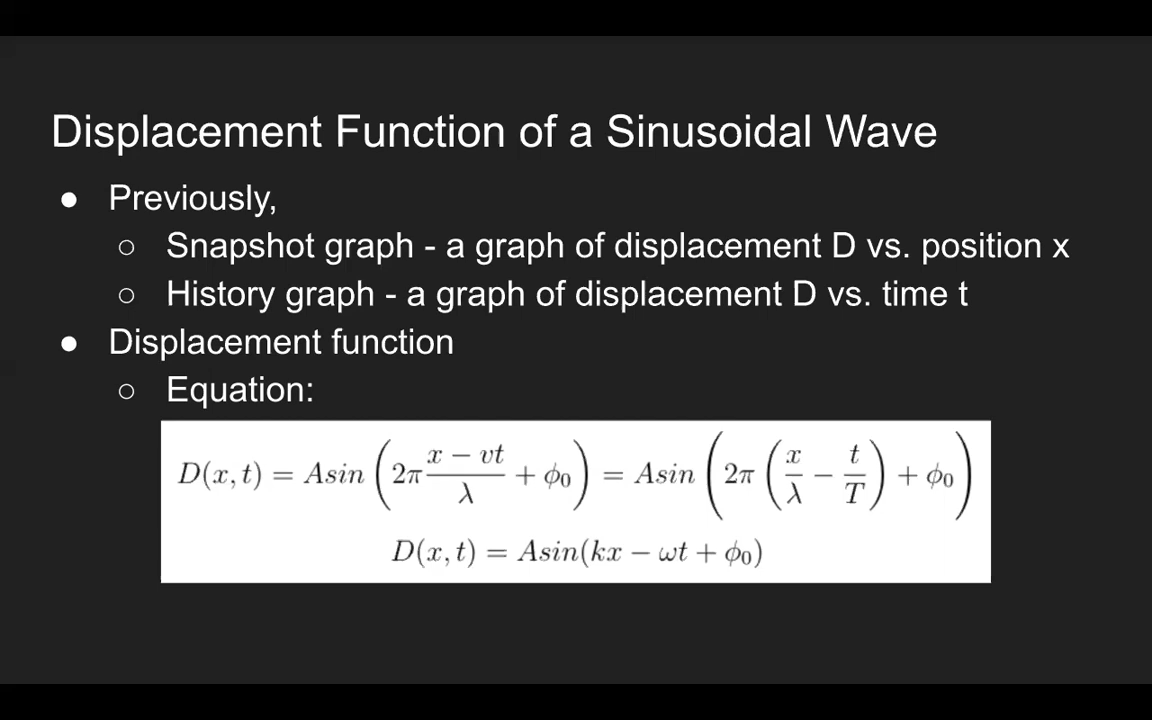 Displacement Function of a Sinusoidal Wave
● Previously,
○ Snapshot graph - a graph of displacement D vs. position x
○ History graph - a graph of displacement D vs. time t
● Displacement function
○ Equation:
D(x, t) = Asin(2π (x − vt)/λ + ϕ₀) = Asin(2π(x/λ − t/T) + ϕ₀)
D(x, t) = Asin(kx − ωt + ϕ₀)